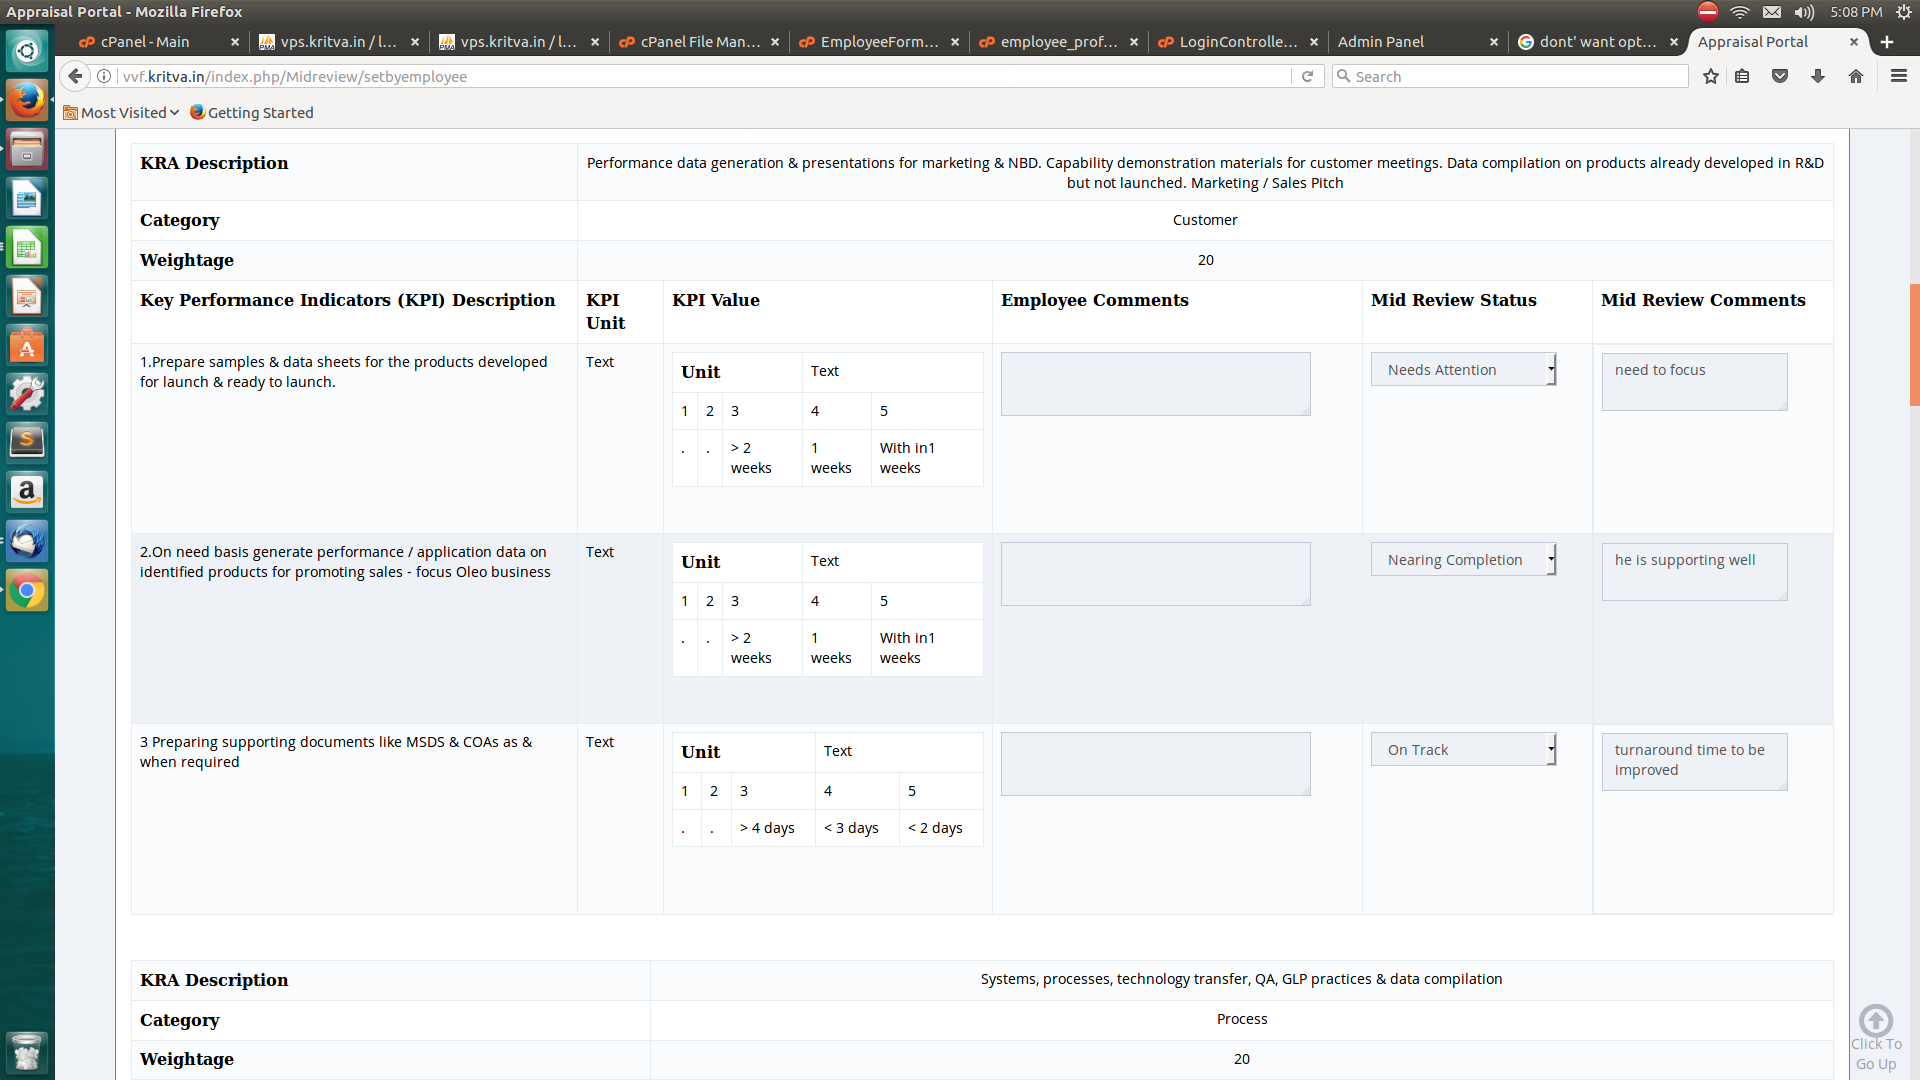 Appraisal Portal - Mozilla Firefox
5:08 PM
cPanel - Main
vps.kritva.in / l...
vps.kritva.in / l...
cPanel File Man...
EmployeeForm...
employee_prof...
LoginControlle...
Admin Panel
dont' want opt...
Appraisal Portal
vvf.kritva.in/index.php/Midreview/setbyemployee
Search
Most Visited
Getting Started
KRA Description
Performance data generation & presentations for marketing & NBD. Capability demonstration materials for customer meetings. Data compilation on products already developed in R&D
but not launched. Marketing / Sales Pitch
Category
Customer
Weightage
20
Key Performance Indicators (KPI) Description
KPI
Unit
KPI Value
Employee Comments
Mid Review Status
Mid Review Comments
1.Prepare samples & data sheets for the products developed
for launch & ready to launch.
Text
Unit
Text
1 2 3 4 5
. . > 2 1 With in1
weeks weeks weeks
Needs Attention
need to focus
2.On need basis generate performance / application data on
identified products for promoting sales - focus Oleo business
Text
Unit
Text
1 2 3 4 5
. . > 2 1 With in1
weeks weeks weeks
Nearing Completion
he is supporting well
3 Preparing supporting documents like MSDS & COAs as &
when required
Text
Unit
Text
1 2 3 4 5
. . > 4 days < 3 days < 2 days
On Track
turnaround time to be
improved
KRA Description
Systems, processes, technology transfer, QA, GLP practices & data compilation
Category
Process
Weightage
20
Click To
Go Up